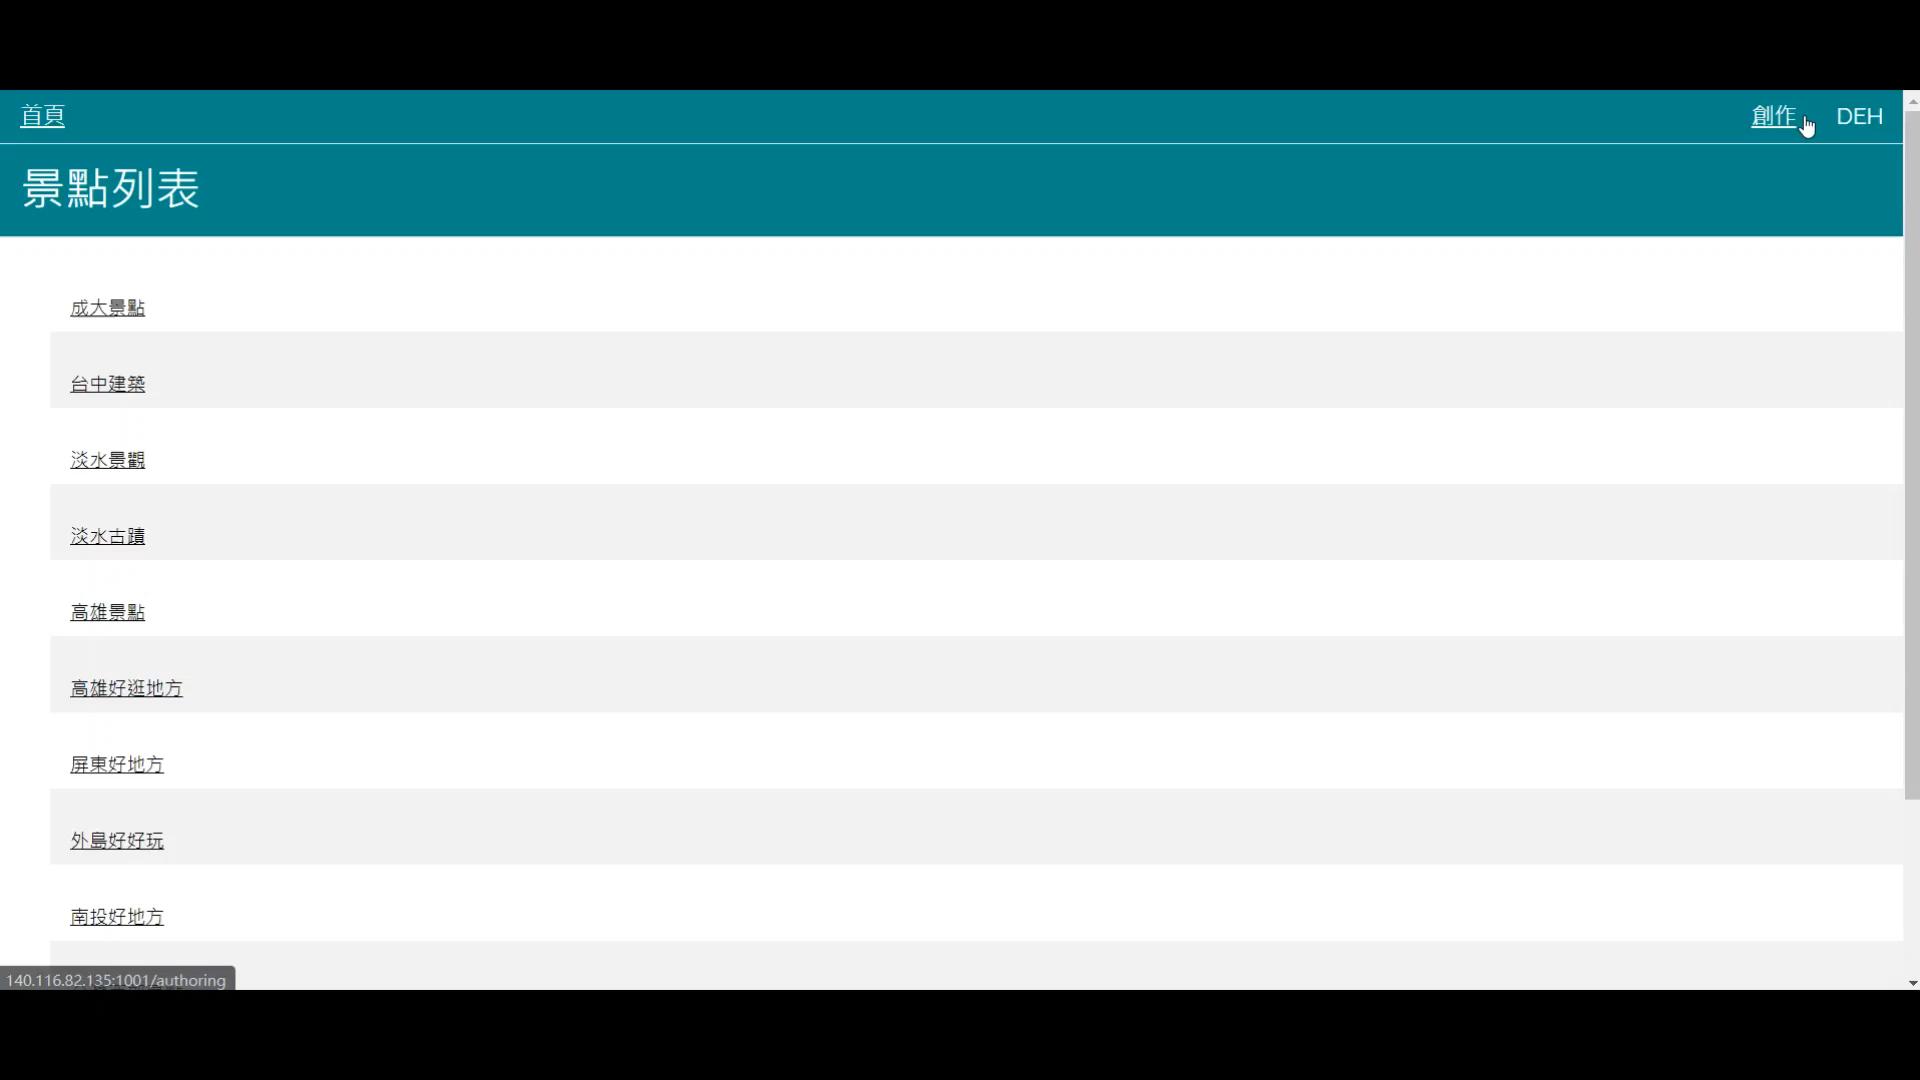 首頁
創作
DEH
景點列表
成大景點
台中建築
淡水景觀
淡水古蹟
高雄景點
高雄好逛地方
屏東好地方
外島好好玩
南投好地方
140.116.82.135:1001/authoring